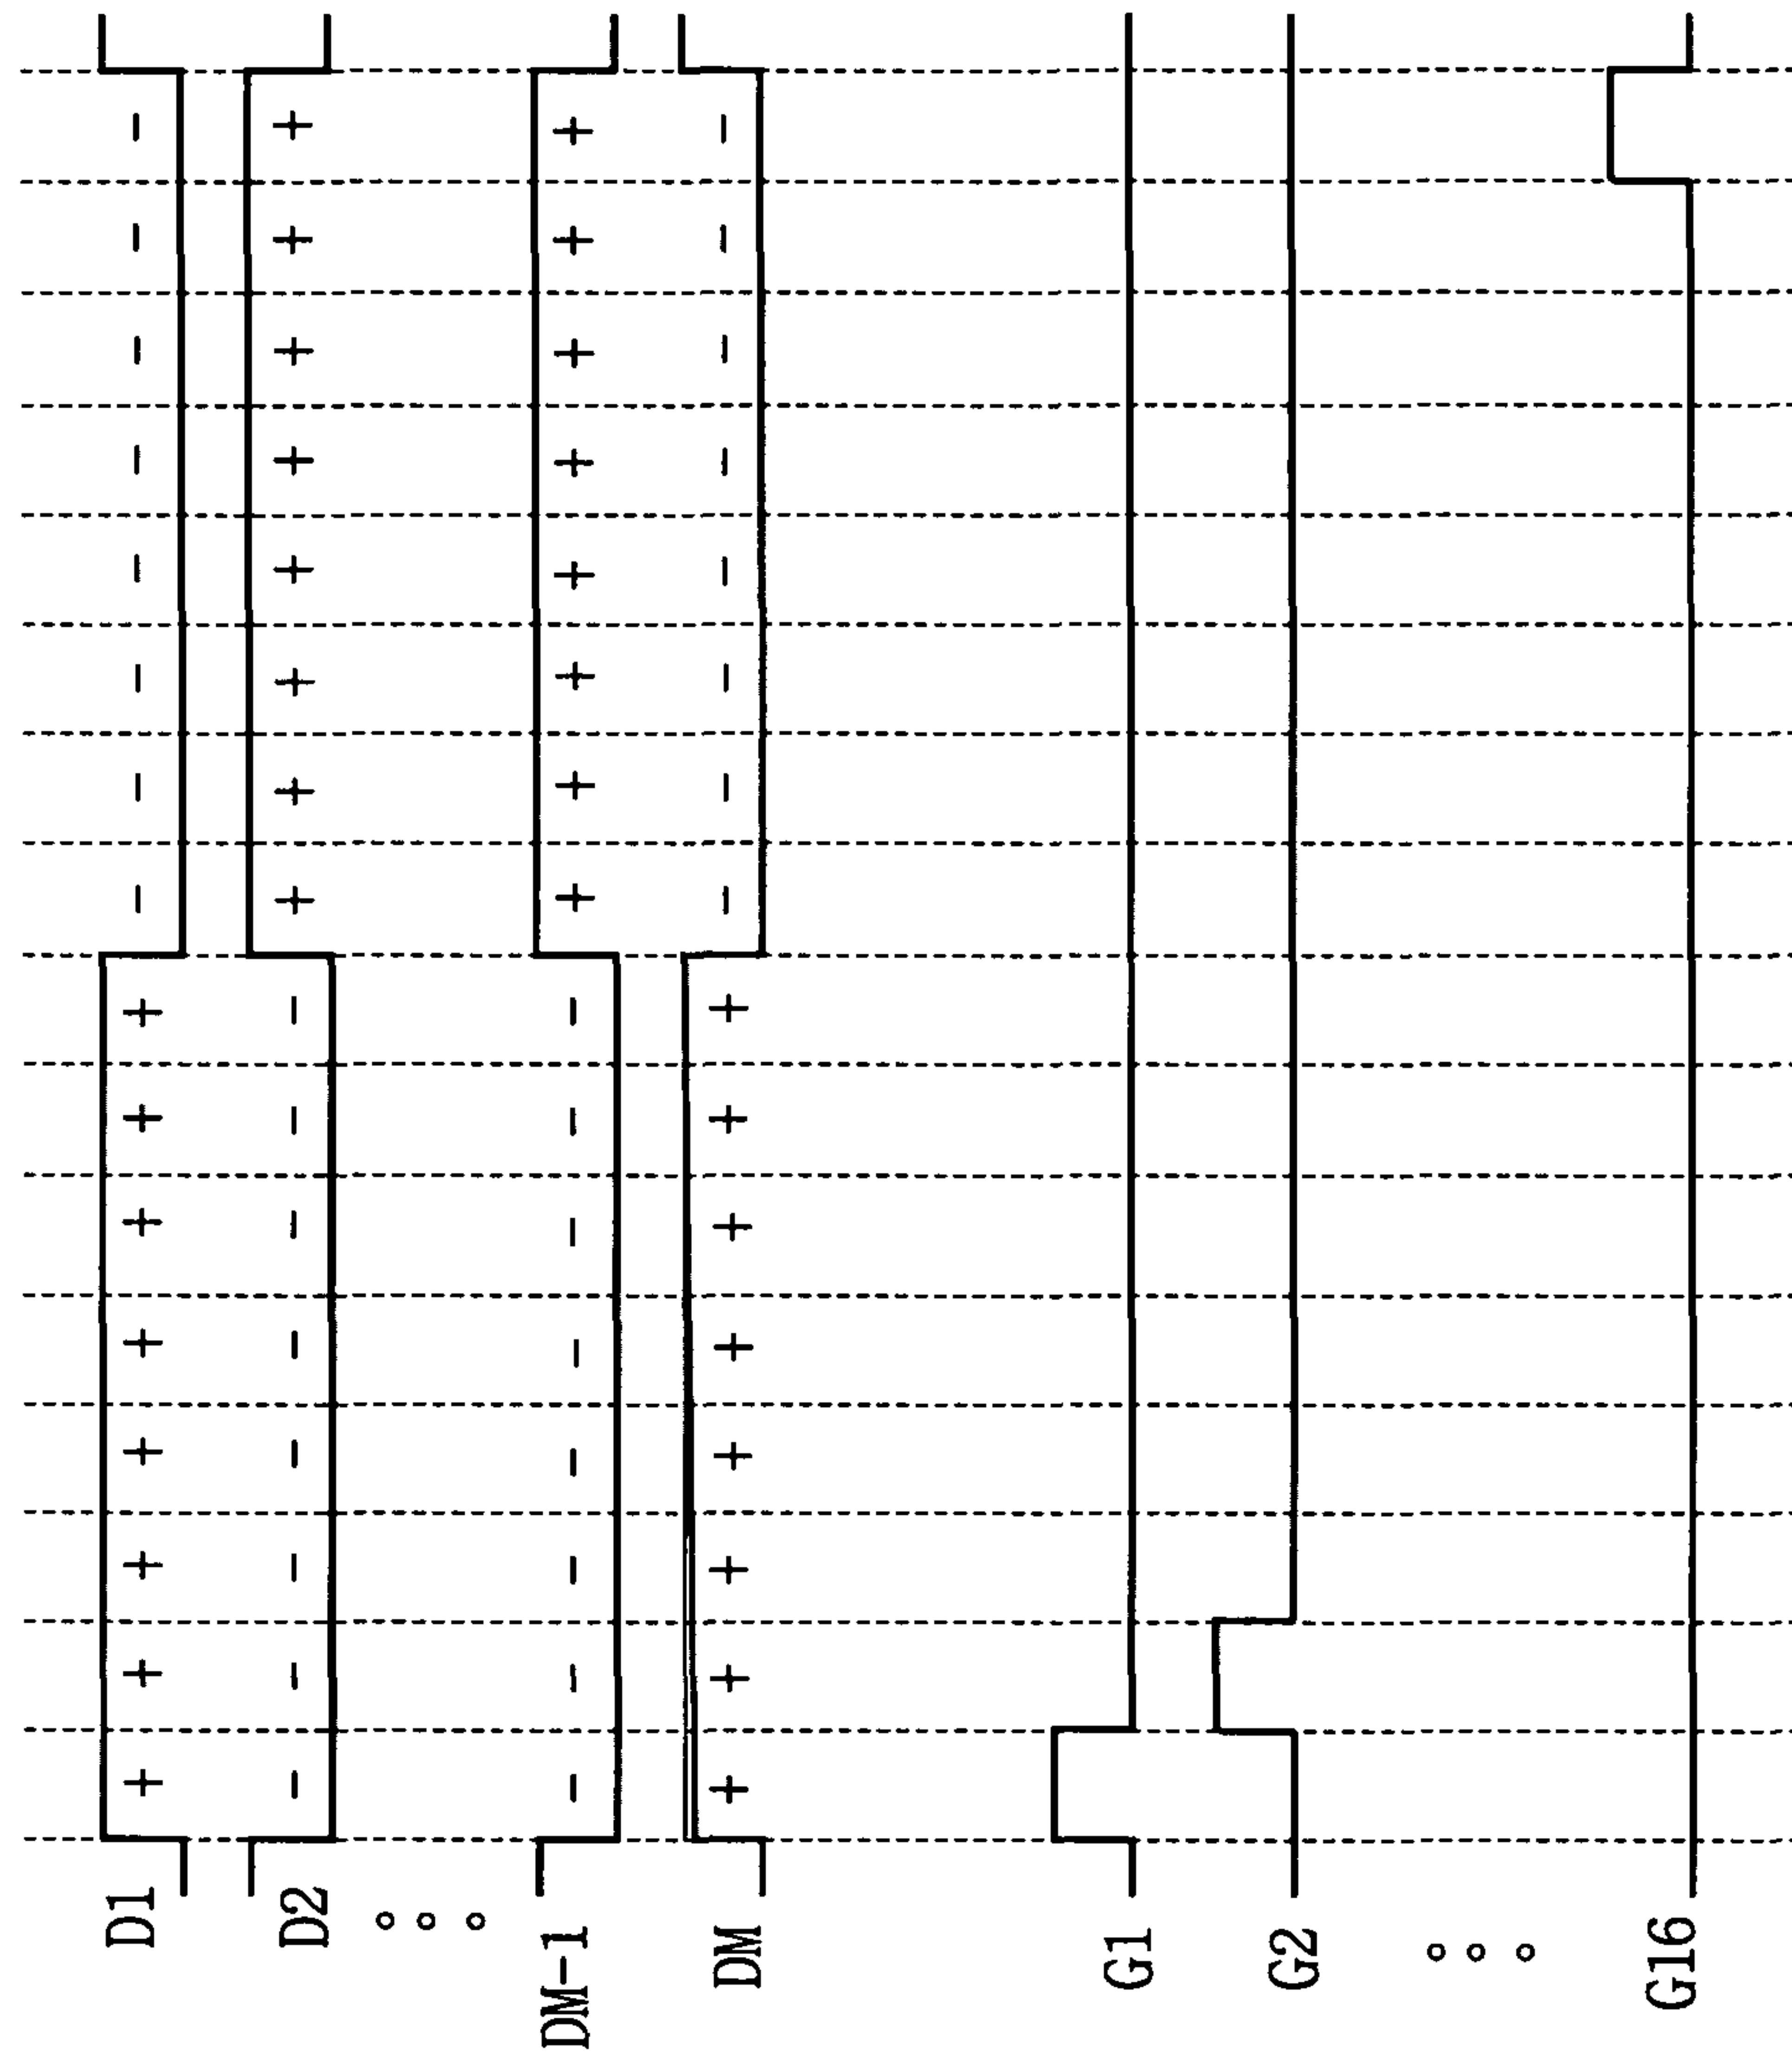 D1 + + + + + + + + - - - - - - - -
D2 - - - - - - - - + + + + + + + +
DM-1 - - - - - - - - + + + + + + + +
DM + + + + + + + + - - - - - - - -
G1
G2
G16